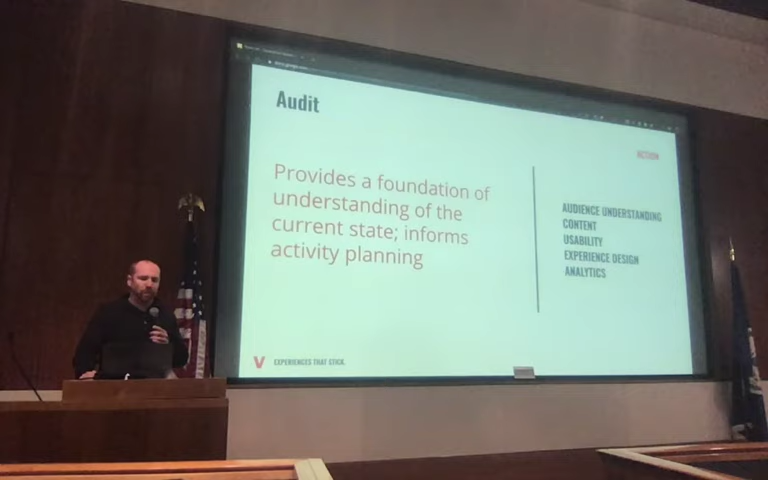 Audit
ACTION
Provides a foundation of
understanding of the
current state; informs
activity planning
AUDIENCE UNDERSTANDING
CONTENT
USABILITY
EXPERIENCE DESIGN
ANALYTICS
V EXPERIENCES THAT STICK.